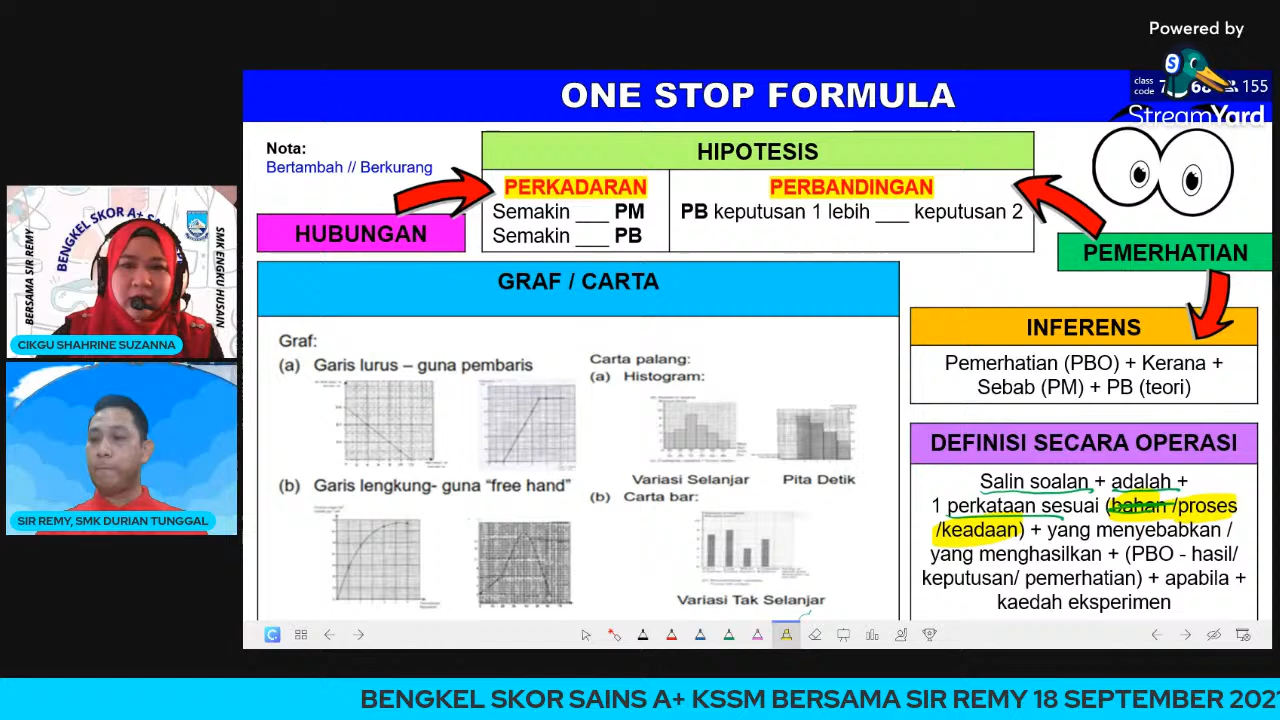 Powered by
StreamYard
class
code
155
ONE STOP FORMULA
Nota:
Bertambah // Berkurang
HUBUNGAN
HIPOTESIS
PERKADARAN
Semakin ___ PM
Semakin ___ PB
PERBANDINGAN
PB keputusan 1 lebih ___ keputusan 2
PEMERHATIAN
GRAF / CARTA
Graf:
(a) Garis lurus – guna pembaris
(b) Garis lengkung- guna “free hand”
Carta palang:
(a) Histogram:
Variasi Selanjar
Pita Detik
(b) Carta bar:
Variasi Tak Selanjar
INFERENS
Pemerhatian (PBO) + Kerana +
Sebab (PM) + PB (teori)
DEFINISI SECARA OPERASI
Salin soalan + adalah +
1 perkataan sesuai (bahan /proses
/keadaan) + yang menyebabkan /
yang menghasilkan + (PBO - hasil/
keputusan/ pemerhatian) + apabila +
kaedah eksperimen
BENGKEL SKOR A+
BERSAMA SIR REMY
SMK ENGKU HUSAIN
CIKGU SHAHRINE SUZANNA
SIR REMY, SMK DURIAN TUNGGAL
BENGKEL SKOR SAINS A+ KSSM BERSAMA SIR REMY 18 SEPTEMBER 202